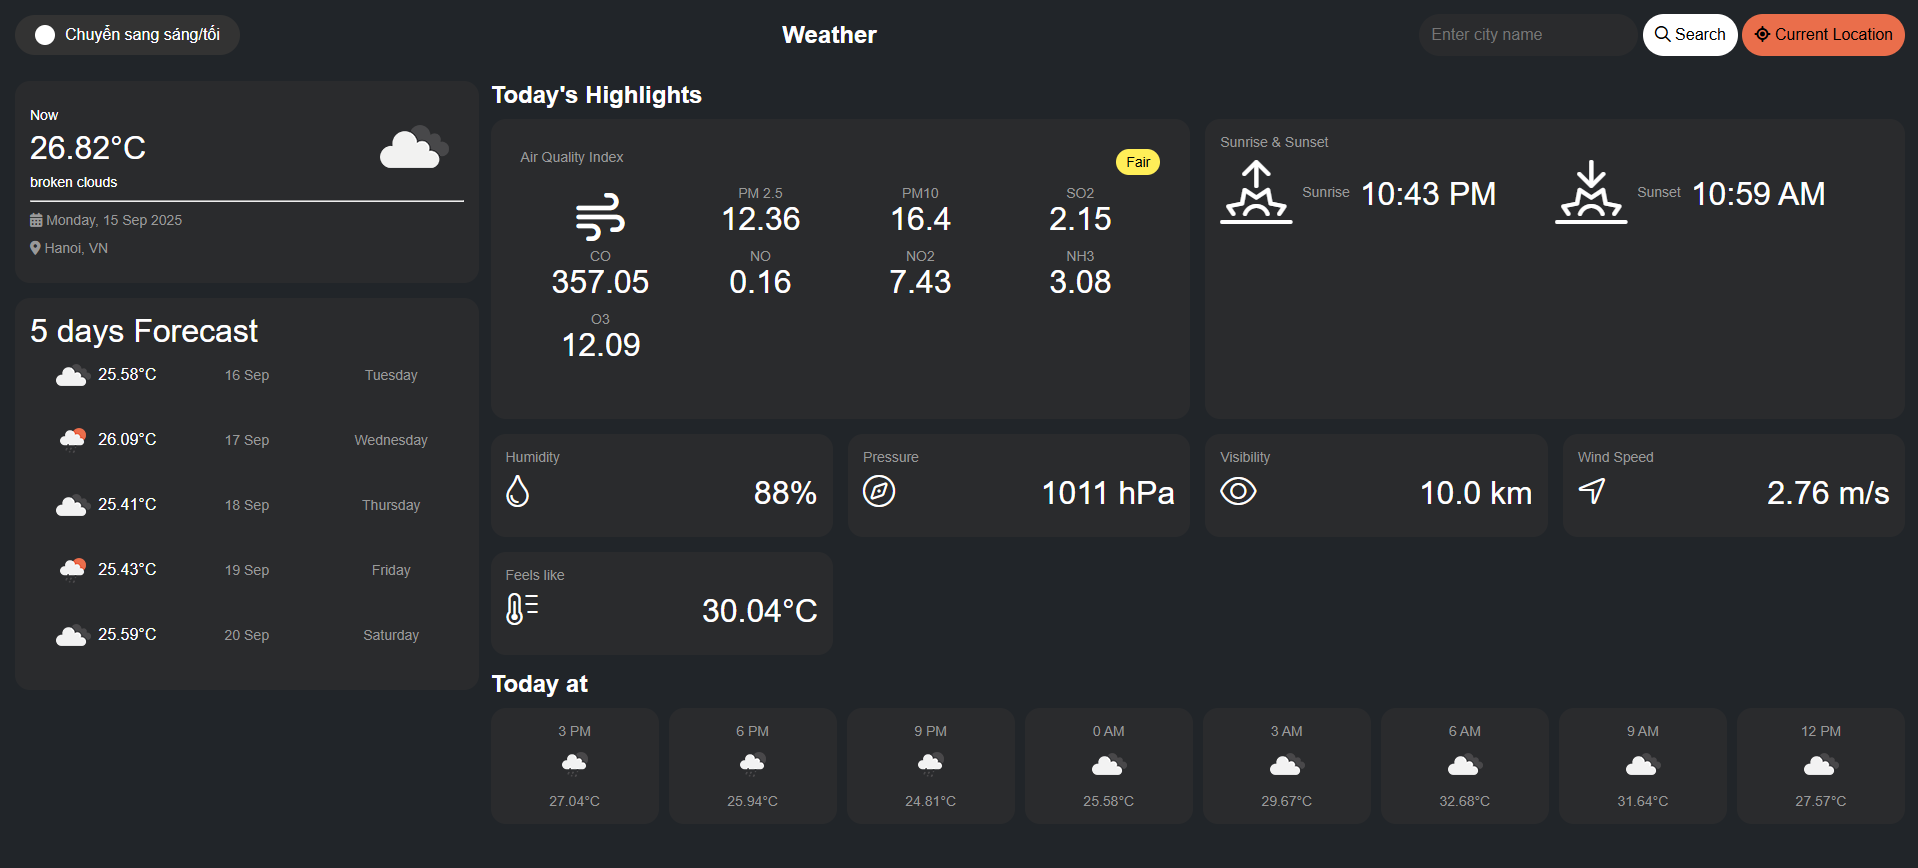 Chuyển sang sáng/tối
Weather
Enter city name
Search
Current Location
Now
26.82°C
broken clouds
Monday, 15 Sep 2025
Hanoi, VN
5 days Forecast
25.58°C 16 Sep Tuesday
26.09°C 17 Sep Wednesday
25.41°C 18 Sep Thursday
25.43°C 19 Sep Friday
25.59°C 20 Sep Saturday
Today's Highlights
Air Quality Index
Fair
PM 2.5 PM10 SO2
12.36 16.4 2.15
CO NO NO2 NH3
357.05 0.16 7.43 3.08
O3
12.09
Sunrise & Sunset
Sunrise 10:43 PM Sunset 10:59 AM
Humidity
88%
Pressure
1011 hPa
Visibility
10.0 km
Wind Speed
2.76 m/s
Feels like
30.04°C
Today at
3 PM 6 PM 9 PM 0 AM 3 AM 6 AM 9 AM 12 PM
27.04°C 25.94°C 24.81°C 25.58°C 29.67°C 32.68°C 31.64°C 27.57°C